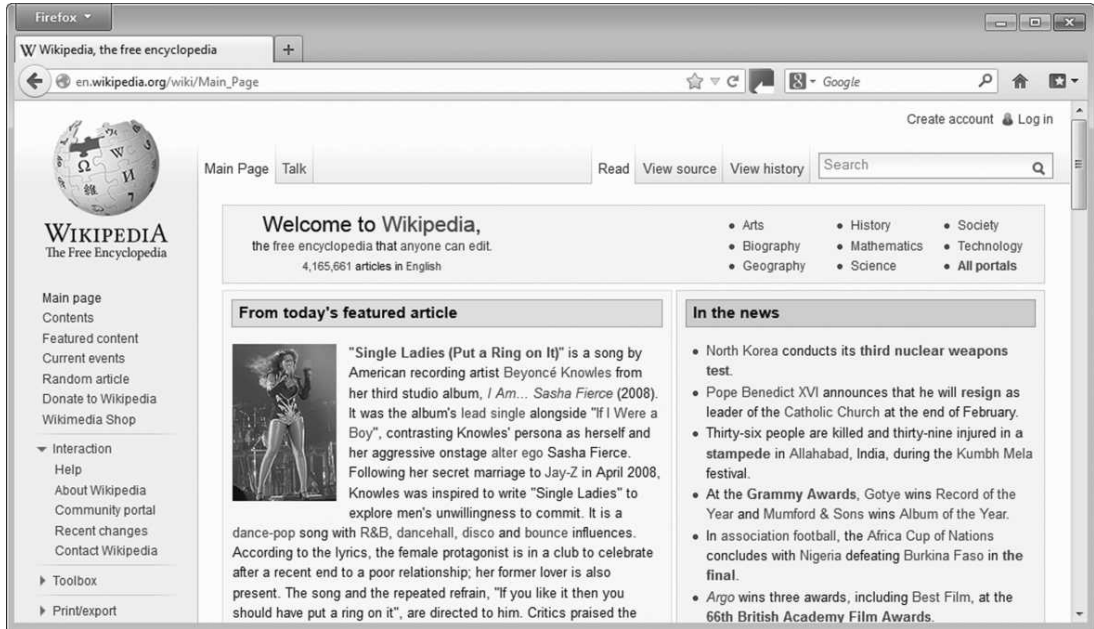 Firefox
W Wikipedia, the free encyclopedia
+
en.wikipedia.org/wiki/Main_Page
8
Google
Create account Log in
Ω W И
維 7
WIKIPEDIA
The Free Encyclopedia
Main Page Talk
Read View source View history
Search
Welcome to Wikipedia,
the free encyclopedia that anyone can edit.
4,165,661 articles in English
• Arts • History • Society
• Biography • Mathematics • Technology
• Geography • Science • All portals
Main page
Contents
Featured content
Current events
Random article
Donate to Wikipedia
Wikimedia Shop
Interaction
Help
About Wikipedia
Community portal
Recent changes
Contact Wikipedia
Toolbox
Print/export
From today's featured article
"Single Ladies (Put a Ring on It)" is a song by
American recording artist Beyoncé Knowles from
her third studio album, I Am... Sasha Fierce (2008).
It was the album's lead single alongside "If I Were a
Boy", contrasting Knowles' persona as herself and
her aggressive onstage alter ego Sasha Fierce.
Following her secret marriage to Jay-Z in April 2008,
Knowles was inspired to write "Single Ladies" to
explore men's unwillingness to commit. It is a
dance-pop song with R&B, dancehall, disco and bounce influences.
According to the lyrics, the female protagonist is in a club to celebrate
after a recent end to a poor relationship; her former lover is also
present. The song and the repeated refrain, "If you like it then you
should have put a ring on it", are directed to him. Critics praised the
In the news
• North Korea conducts its third nuclear weapons
test.
• Pope Benedict XVI announces that he will resign as
leader of the Catholic Church at the end of February.
• Thirty-six people are killed and thirty-nine injured in a
stampede in Allahabad, India, during the Kumbh Mela
festival.
• At the Grammy Awards, Gotye wins Record of the
Year and Mumford & Sons wins Album of the Year.
• In association football, the Africa Cup of Nations
concludes with Nigeria defeating Burkina Faso in the
final.
• Argo wins three awards, including Best Film, at the
66th British Academy Film Awards.